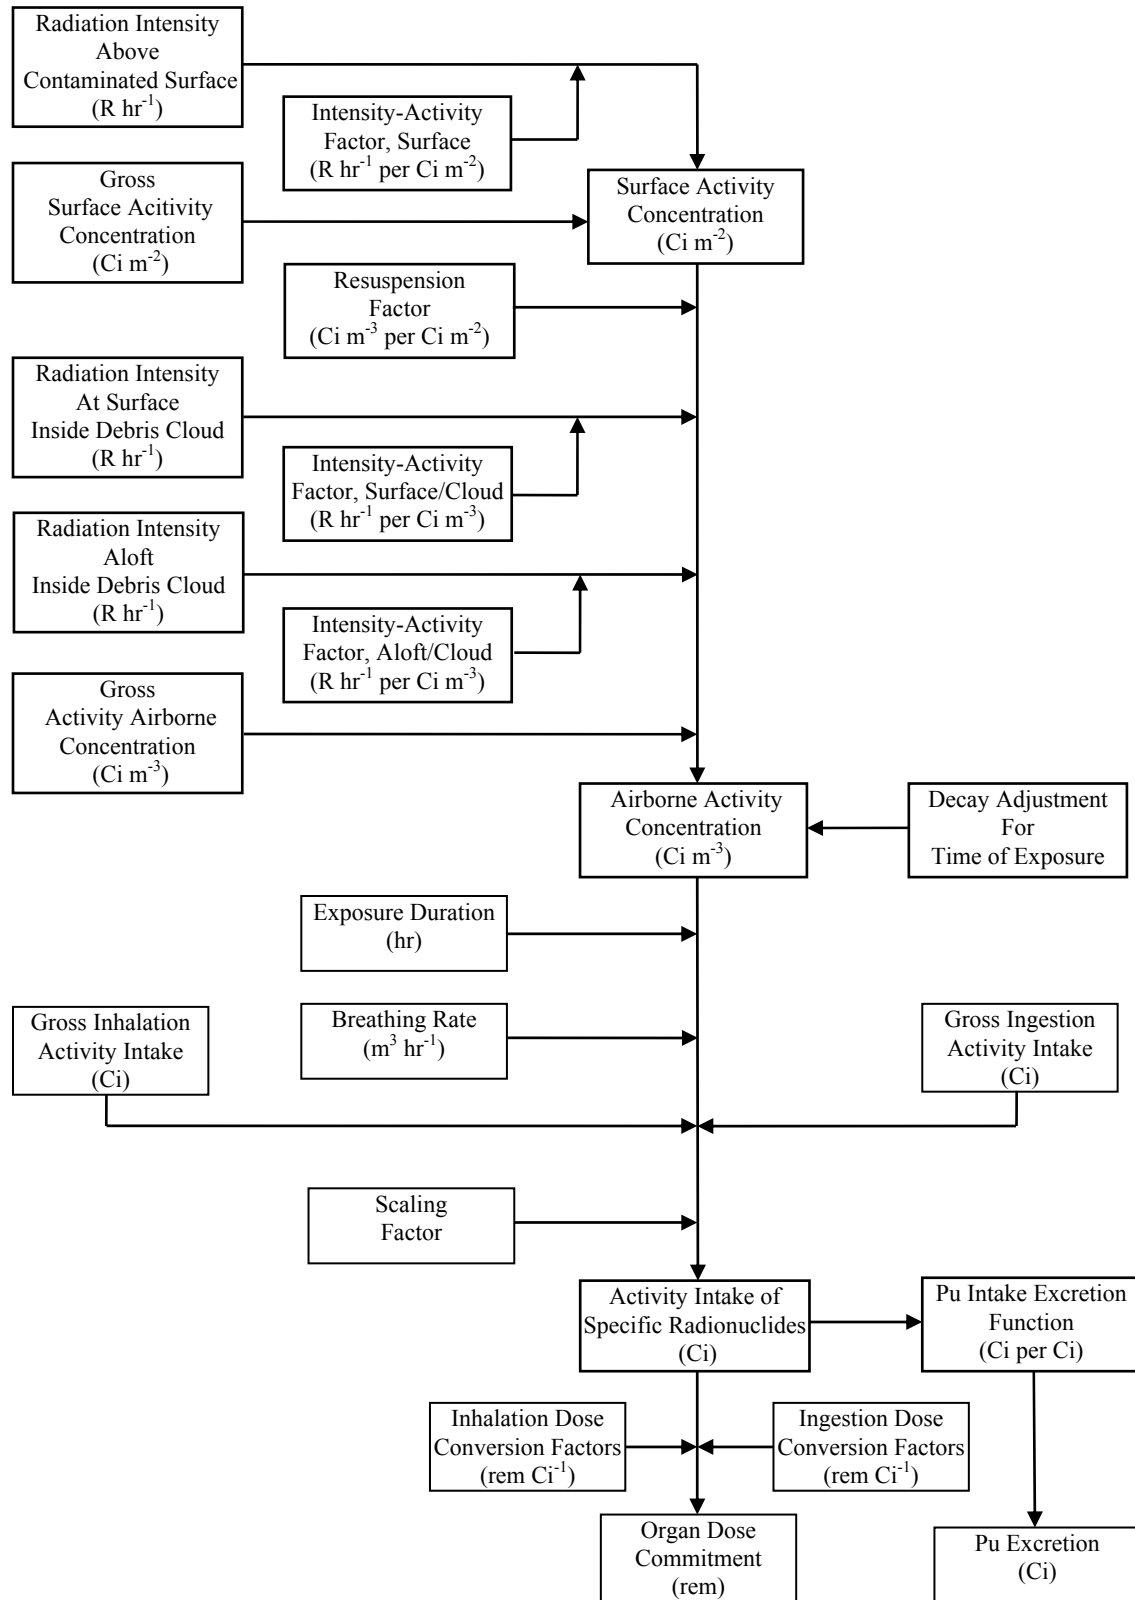 Radiation Intensity
Above
Contaminated Surface
(R hr⁻¹)
Intensity-Activity
Factor, Surface
(R hr⁻¹ per Ci m⁻²)
Gross
Surface Acitivity
Concentration
(Ci m⁻²)
Surface Activity
Concentration
(Ci m⁻²)
Resuspension
Factor
(Ci m⁻³ per Ci m⁻²)
Radiation Intensity
At Surface
Inside Debris Cloud
(R hr⁻¹)
Intensity-Activity
Factor, Surface/Cloud
(R hr⁻¹ per Ci m⁻³)
Radiation Intensity
Aloft
Inside Debris Cloud
(R hr⁻¹)
Intensity-Activity
Factor, Aloft/Cloud
(R hr⁻¹ per Ci m⁻³)
Gross
Activity Airborne
Concentration
(Ci m⁻³)
Airborne Activity
Concentration
(Ci m⁻³)
Decay Adjustment
For
Time of Exposure
Exposure Duration
(hr)
Gross Inhalation
Activity Intake
(Ci)
Breathing Rate
(m³ hr⁻¹)
Gross Ingestion
Activity Intake
(Ci)
Scaling
Factor
Activity Intake of
Specific Radionuclides
(Ci)
Pu Intake Excretion
Function
(Ci per Ci)
Inhalation Dose
Conversion Factors
(rem Ci⁻¹)
Ingestion Dose
Conversion Factors
(rem Ci⁻¹)
Organ Dose
Commitment
(rem)
Pu Excretion
(Ci)